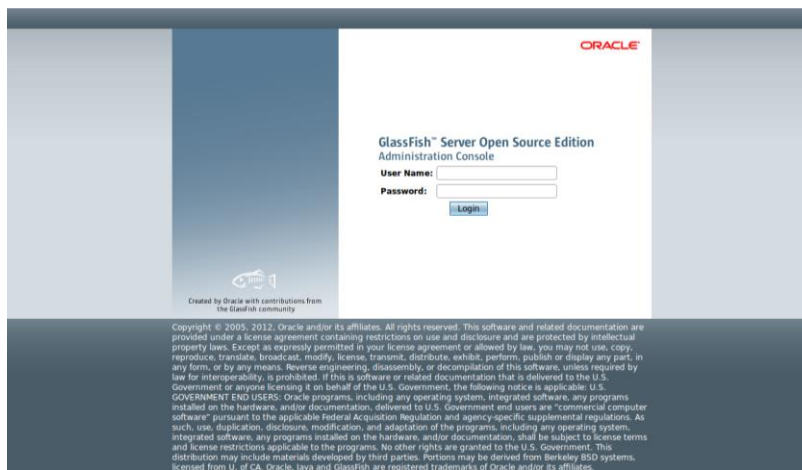 ORACLE
GlassFish™ Server Open Source Edition
Administration Console
User Name:
Password:
Login
Created by Oracle with contributions from
the GlassFish community
Copyright © 2005, 2012, Oracle and/or its affiliates. All rights reserved. This software and related documentation are
provided under a license agreement containing restrictions on use and disclosure and are protected by intellectual
property laws. Except as expressly permitted in your license agreement or allowed by law, you may not use, copy,
reproduce, translate, broadcast, modify, license, transmit, distribute, exhibit, perform, publish or display any part, in
any form, or by any means. Reverse engineering, disassembly, or decompilation of this software, unless required by
law for interoperability, is prohibited. If this is software or related documentation that is delivered to the U.S.
Government or anyone licensing it on behalf of the U.S. Government, the following notice is applicable: U.S.
GOVERNMENT END USERS: Oracle programs, including any operating system, integrated software, any programs
installed on the hardware, and/or documentation, delivered to U.S. Government end users are "commercial computer
software" pursuant to the applicable Federal Acquisition Regulation and agency-specific supplemental regulations. As
such, use, duplication, disclosure, modification, and adaptation of the programs, including any operating system,
integrated software, any programs installed on the hardware, and/or documentation, shall be subject to license terms
and license restrictions applicable to the programs. No other rights are granted to the U.S. Government. This
distribution may include materials developed by third parties. Portions may be derived from Berkeley BSD systems,
licensed from U. of CA. Oracle, Java and GlassFish are registered trademarks of Oracle and/or its affiliates.